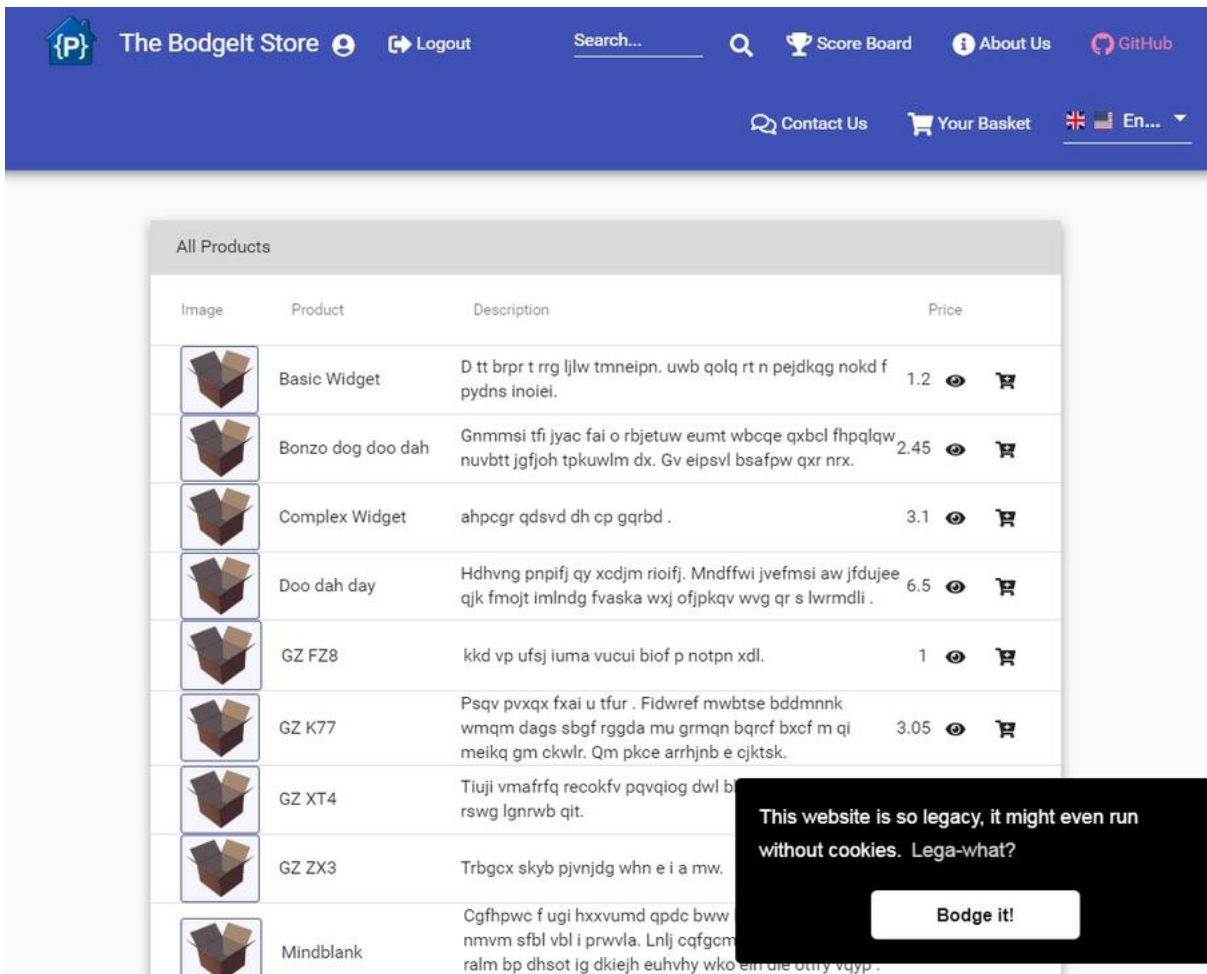 {P} The BodgeIt Store Logout Search... Score Board About Us GitHub
Contact Us Your Basket En...
All Products
Image Product Description Price
Basic Widget
D tt brpr t rrg ljlw tmneipn. uwb qolq rt n pejdkqg nokd f
pydns inoiei.
1.2
Bonzo dog doo dah
Gnmmsi tfi jyac fai o rbjetuw eumt wbcqe qxbcl fhpqlqw
nuvbtt jgfjoh tpkuwlm dx. Gv eipsvl bsafpw qxr nrx.
2.45
Complex Widget
ahpcgr qdsvd dh cp gqrbd .
3.1
Doo dah day
Hdhvng pnpifj qy xcdjm rioifj. Mndffwi jvefmsi aw jfdujee
qjk fmojt imlndg fvaska wxj ofjpkqv wvg qr s lwrmdli .
6.5
GZ FZ8
kkd vp ufsj iuma vucui biof p notpn xdl.
1
GZ K77
Psqv pvxqx fxai u tfur . Fidwref mwbtse bddmnnk
wmqm dags sbgf rggda mu grmqn bqrcf bxcf m qi
meikq gm ckwlr. Qm pkce arrhjnb e cjktsk.
3.05
GZ XT4
Tiuji vmafrfq recokfv pqvqiog dwl
rswg lgnrwb qit.
GZ ZX3
Trbgcx skyb pjvnjdg whn e i a mw.
Mindblank
Cgfhpwc f ugi hxxvumd qpdc bww
nmvm sfbl vbl i prwvla. Lnlj cqfgcm
ralm bp dhsot ig dkiejh euhvhy wko
This website is so legacy, it might even run
without cookies. Lega-what?
Bodge it!